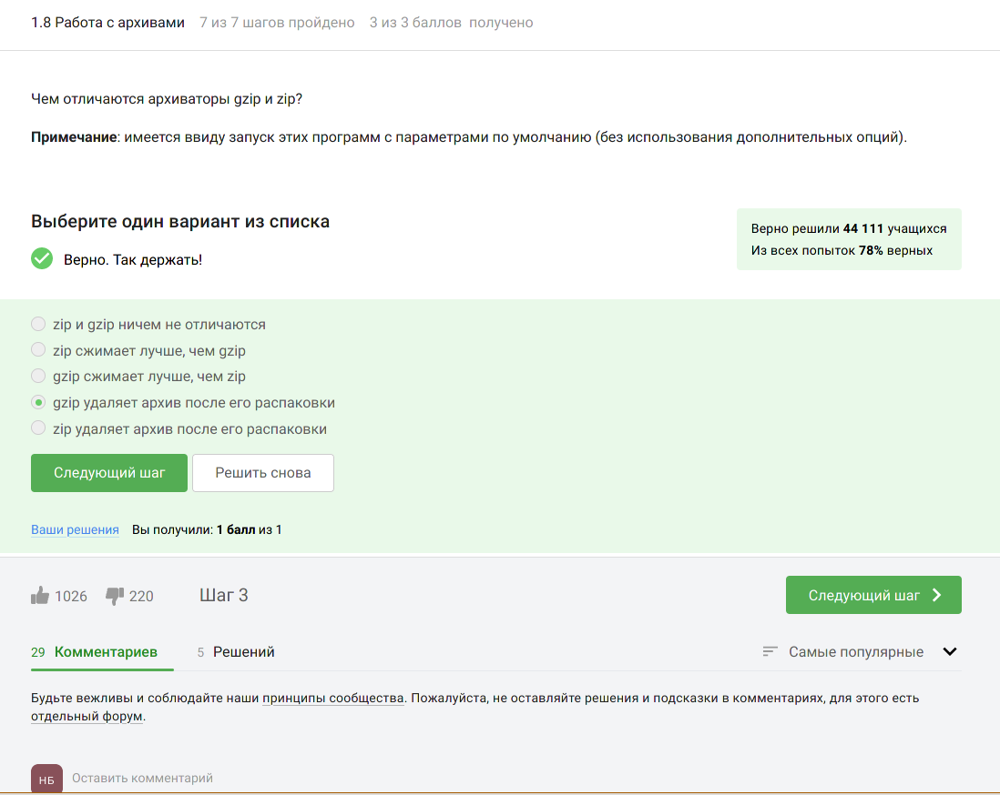 1.8 Работа с архивами 7 из 7 шагов пройдено 3 из 3 баллов получено
Чем отличаются архиваторы gzip и zip?
Примечание: имеется ввиду запуск этих программ с параметрами по умолчанию (без использования дополнительных опций).
Выберите один вариант из списка
Верно. Так держать!
Верно решили 44 111 учащихся
Из всех попыток 78% верных
zip и gzip ничем не отличаются
zip сжимает лучше, чем gzip
gzip сжимает лучше, чем zip
gzip удаляет архив после его распаковки
zip удаляет архив после его распаковки
Следующий шаг Решить снова
Ваши решения Вы получили: 1 балл из 1
1026 220 Шаг 3 Следующий шаг
29 Комментариев 5 Решений Самые популярные
Будьте вежливы и соблюдайте наши принципы сообщества. Пожалуйста, не оставляйте решения и подсказки в комментариях, для этого есть
отдельный форум.
НБ Оставить комментарий